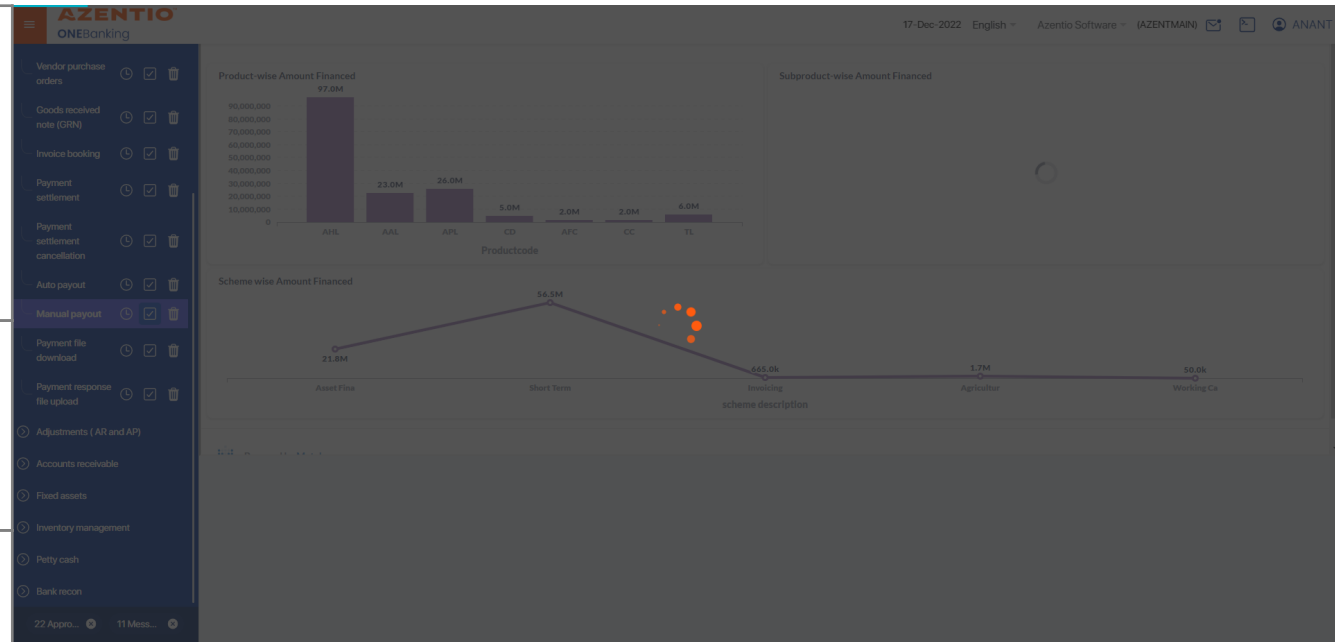 AZENTIO
ONEBanking
17-Dec-2022 English Azentio Software (AZENTMAIN) ANANT
Vendor purchase
orders
Goods received
note (GRN)
Invoice booking
Payment
settlement
Payment
settlement
cancellation
Auto payout
Manual payout
Payment file
download
Payment response
file upload
Adjustments ( AR and AP)
Accounts receivable
Fixed assets
Inventory management
Petty cash
Bank recon
22 Appro... 11 Mess...
Product-wise Amount Financed
97.0M
90,000,000
80,000,000
70,000,000
60,000,000
50,000,000
40,000,000
30,000,000
20,000,000
10,000,000
0
23.0M
26.0M
5.0M
2.0M
2.0M
6.0M
AHL AAL APL CD AFC CC TL
Productcode
Subproduct-wise Amount Financed
Scheme wise Amount Financed
56.5M
21.8M
665.0k
1.7M
50.0k
Asset Fina Short Term Invoicing Agricultur Working Ca
scheme description